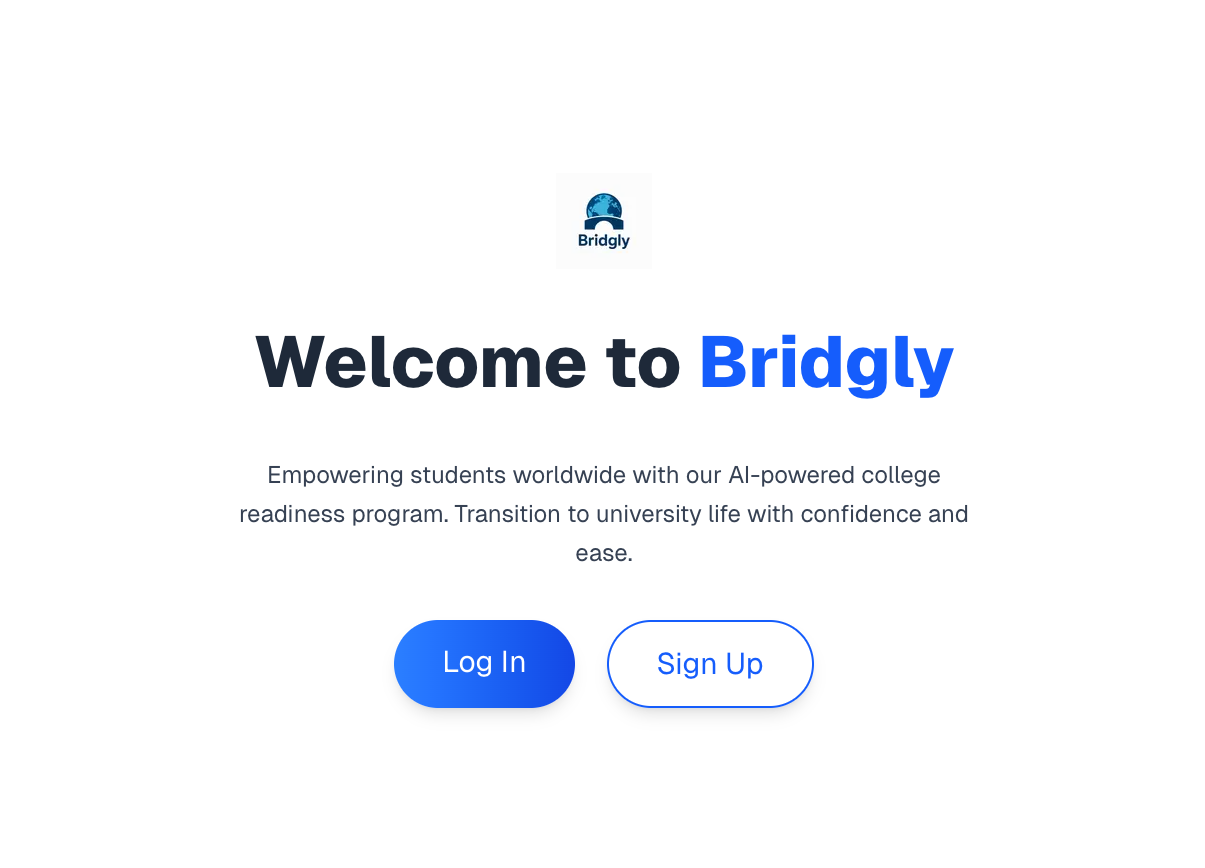 Bridgly
Welcome to Bridgly
Empowering students worldwide with our AI-powered college
readiness program. Transition to university life with confidence and
ease.
Log In
Sign Up